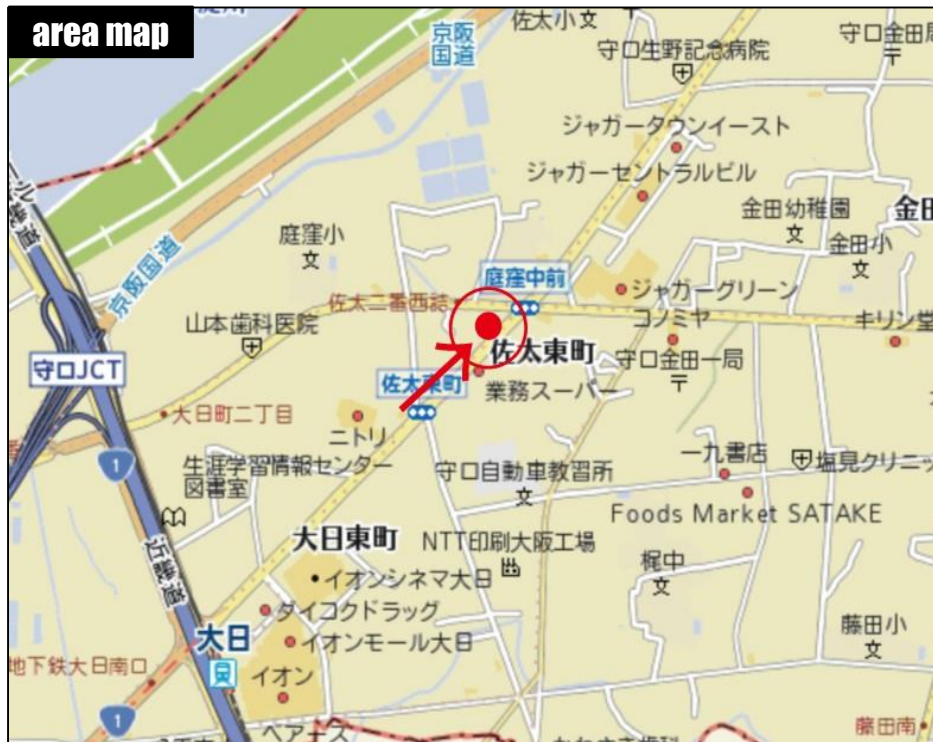 area map
京阪
国道
佐太小
守口生野記念病院
守口金田局
ジャガータウンイースト
ジャガーセントラルビル
金田幼稚園
金田
金田小
庭窪小
京阪国道
庭窪中前
佐太二番西詰
ジャガーグリーン
山本歯科医院
コノミヤ
キリン堂
守口JCT
佐太東町
守口金田一局
佐太東町
業務スーパー
大日町二丁目
ニトリ
1
生涯学習情報センター
図書室
守口自動車教習所
一九書店
塩見クリニッ
Foods Market SATAKE
大日東町
NTT印刷大阪工場
近畿道
イオンシネマ大日
梶中
ダイコクドラッグ
大日
イオンモール大日
藤田小
地下鉄大日南口
イオン
1
ヘアーズ
藤田南